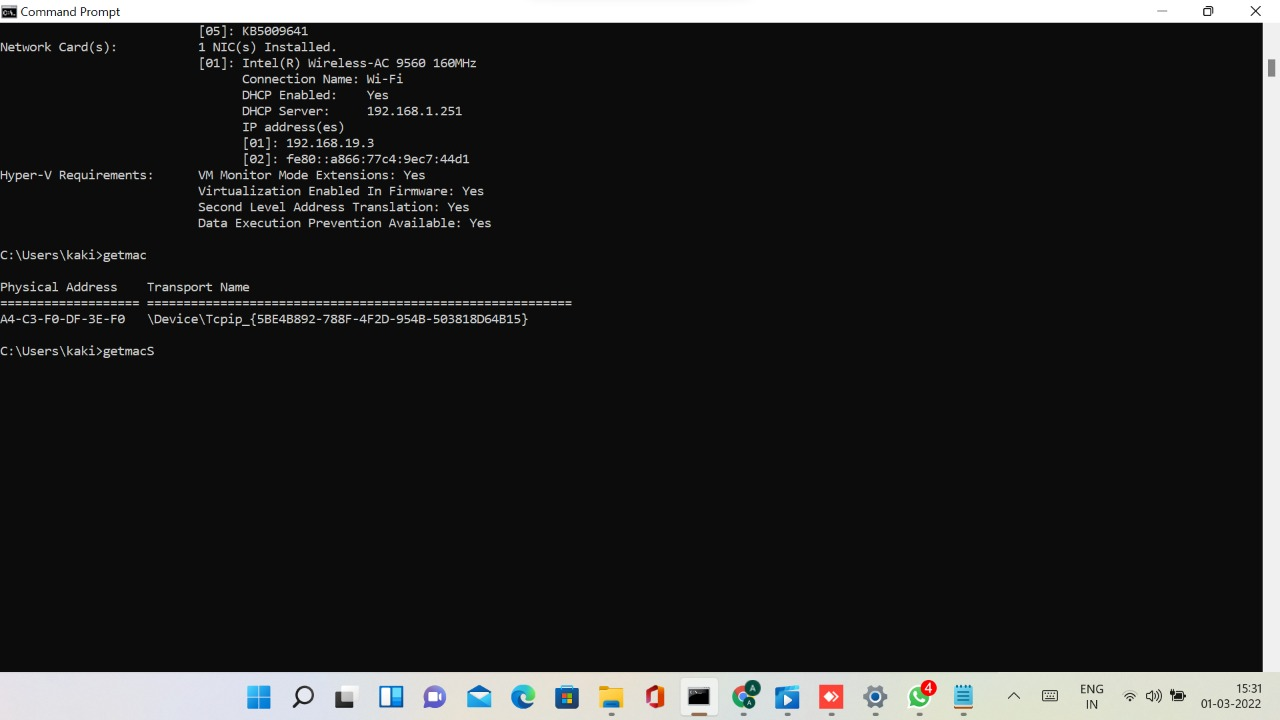 Command Prompt
[05]: KB5009641
Network Card(s): 1 NIC(s) Installed.
[01]: Intel(R) Wireless-AC 9560 160MHz
Connection Name: Wi-Fi
DHCP Enabled: Yes
DHCP Server: 192.168.1.251
IP address(es)
[01]: 192.168.19.3
[02]: fe80::a866:77c4:9ec7:44d1
Hyper-V Requirements: VM Monitor Mode Extensions: Yes
Virtualization Enabled In Firmware: Yes
Second Level Address Translation: Yes
Data Execution Prevention Available: Yes
C:\Users\kaki>getmac
Physical Address Transport Name
=================== ==========================================================
A4-C3-F0-DF-3E-F0 \Device\Tcpip_{5BE4B892-788F-4F2D-954B-503818D64B15}
C:\Users\kaki>getmacS
A
A
4
ENG
IN
15:31
01-03-2022